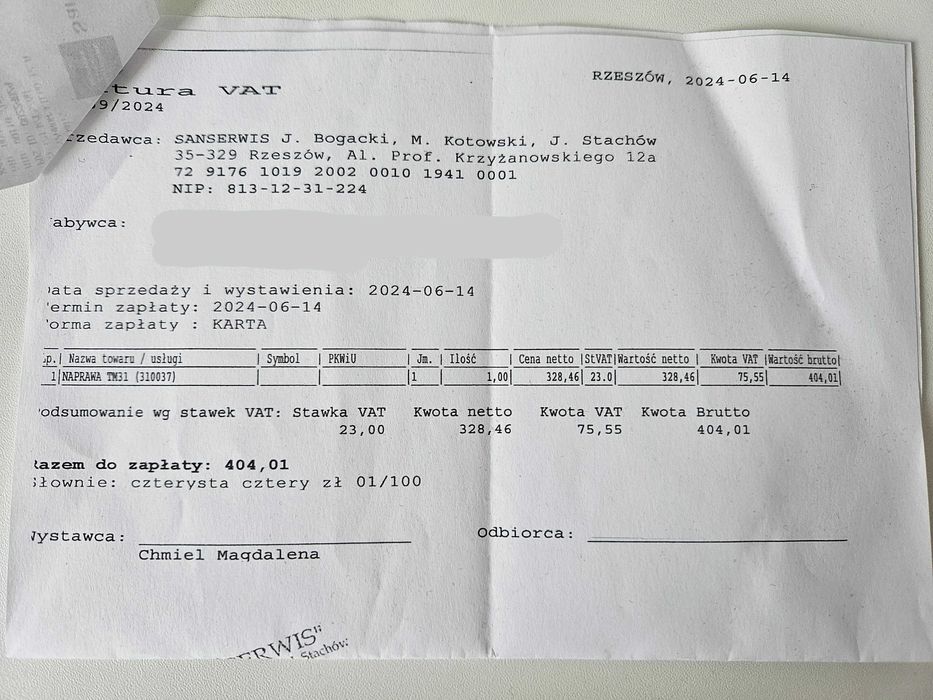 tura VAT
RZESZÓW, 2024-06-14
9/2024
rzedawca: SANSERWIS J. Bogacki, M. Kotowski, J. Stachów
35-329 Rzeszów, Al. Prof. Krzyżanowskiego 12a
72 9176 1019 2002 0010 1941 0001
NIP: 813-12-31-224
abywca:
ata sprzedaży i wystawienia: 2024-06-14
ermin zapłaty: 2024-06-14
orma zapłaty : KARTA
p. Nazwa towaru / usługi Symbol PKWiU Jm. Ilość Cena netto StVAT Wartość netto Kwota VAT Wartość brutto
1 NAPRAWA TM31 (310037) 1 1,00 328,46 23.0 328,46 75,55 404,01
odsumowanie wg stawek VAT: Stawka VAT Kwota netto Kwota VAT Kwota Brutto
23,00 328,46 75,55 404,01
Razem do zapłaty: 404,01
Słownie: czterysta cztery zł 01/100
Wystawca: Odbiorca:
Chmiel Magdalena
SERWIS"
Stachów